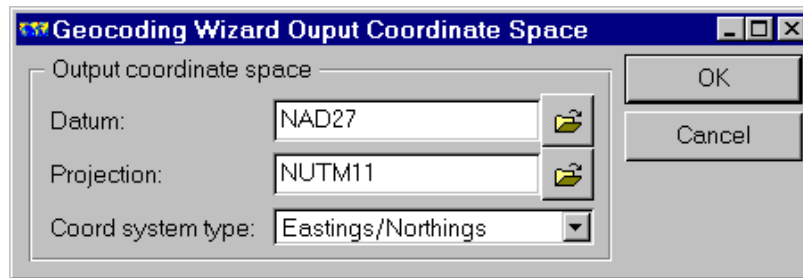 Geocoding Wizard Ouput Coordinate Space
Output coordinate space
OK
Datum:
NAD27
Cancel
Projection:
NUTM11
Coord system type:
Eastings/Northings